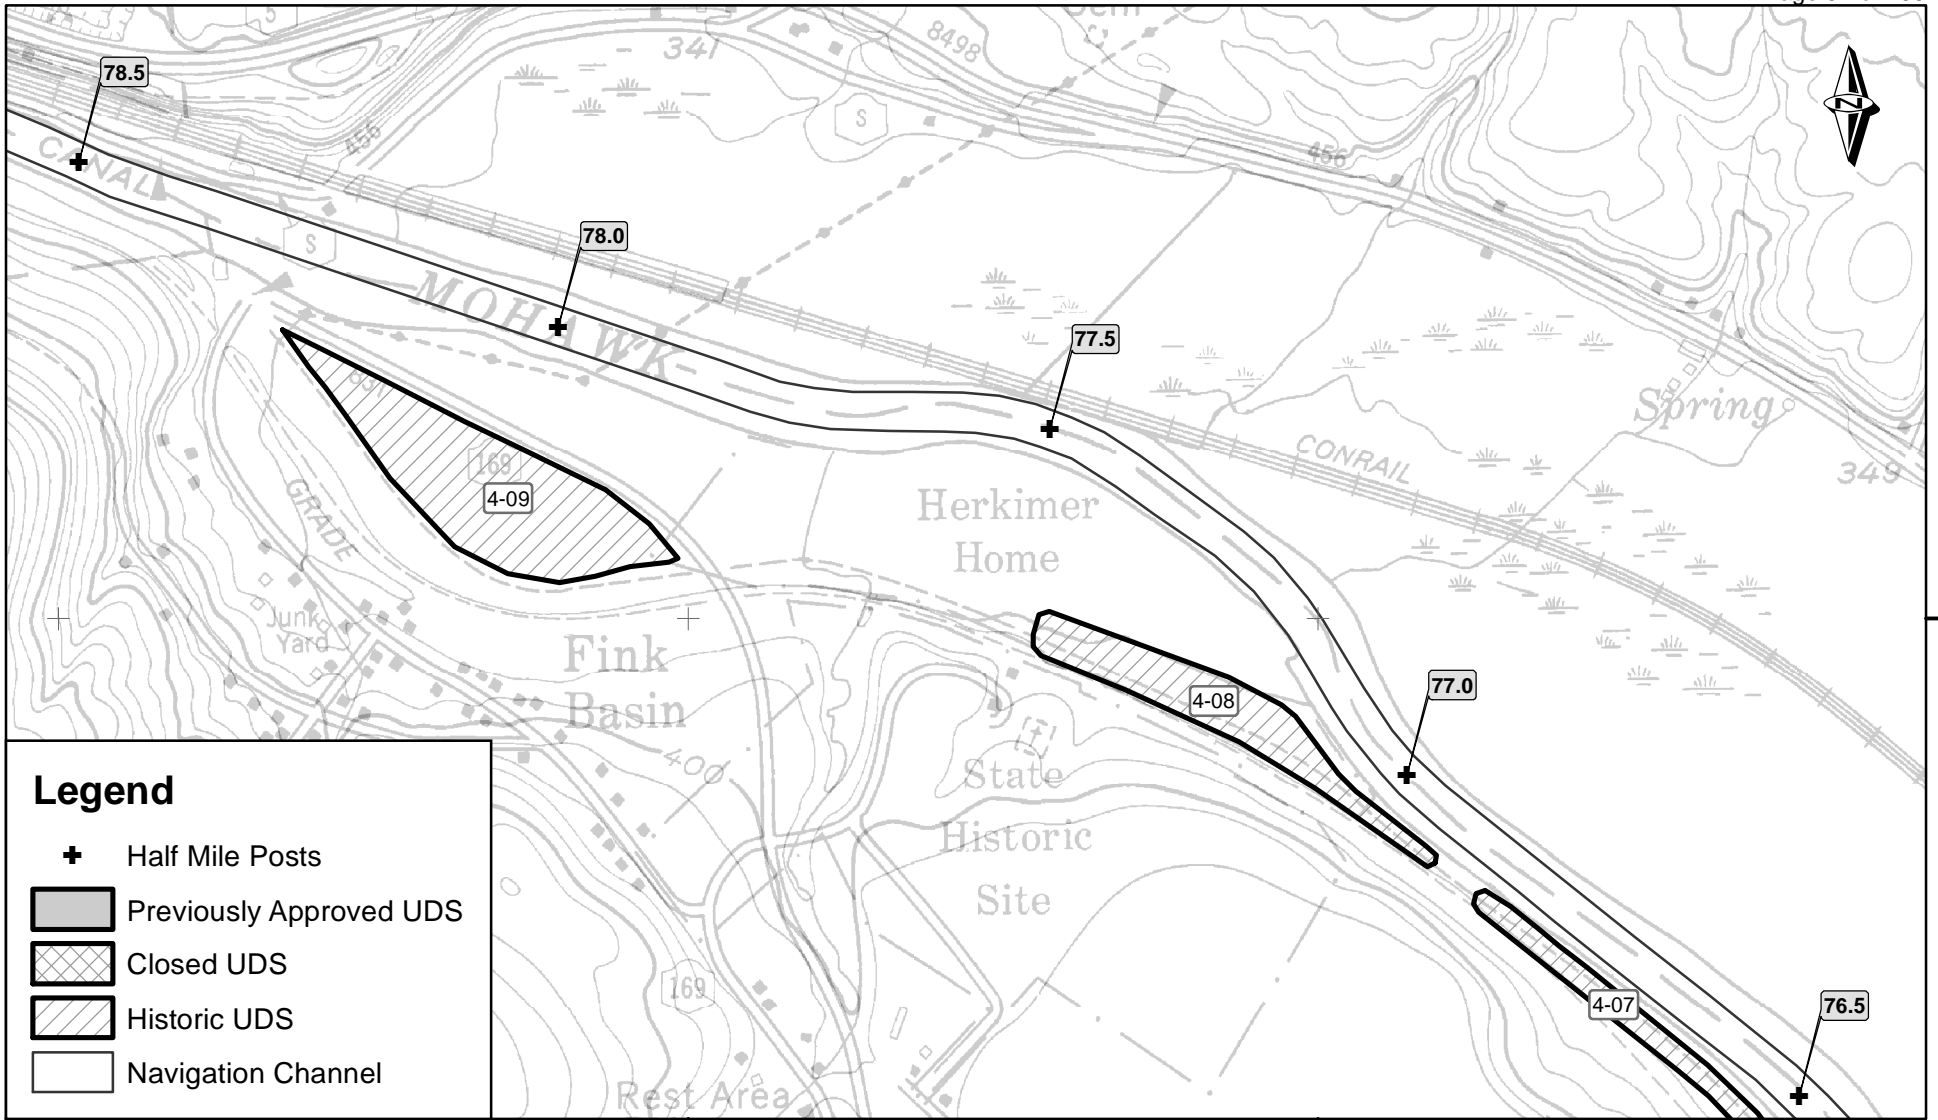 78.5
341
8498
S
S
456
456
CANAL
S
78.0
MOHAWK
77.5
Spring
CONRAIL
349
169
4-09
GRADE
Herkimer
Home
Junk
Yard
Fink
Basin
4-08
77.0
400
State
Historic
Site
169
4-07
76.5
Rest Area
Legend
Half Mile Posts
Previously Approved UDS
Closed UDS
Historic UDS
Navigation Channel
N